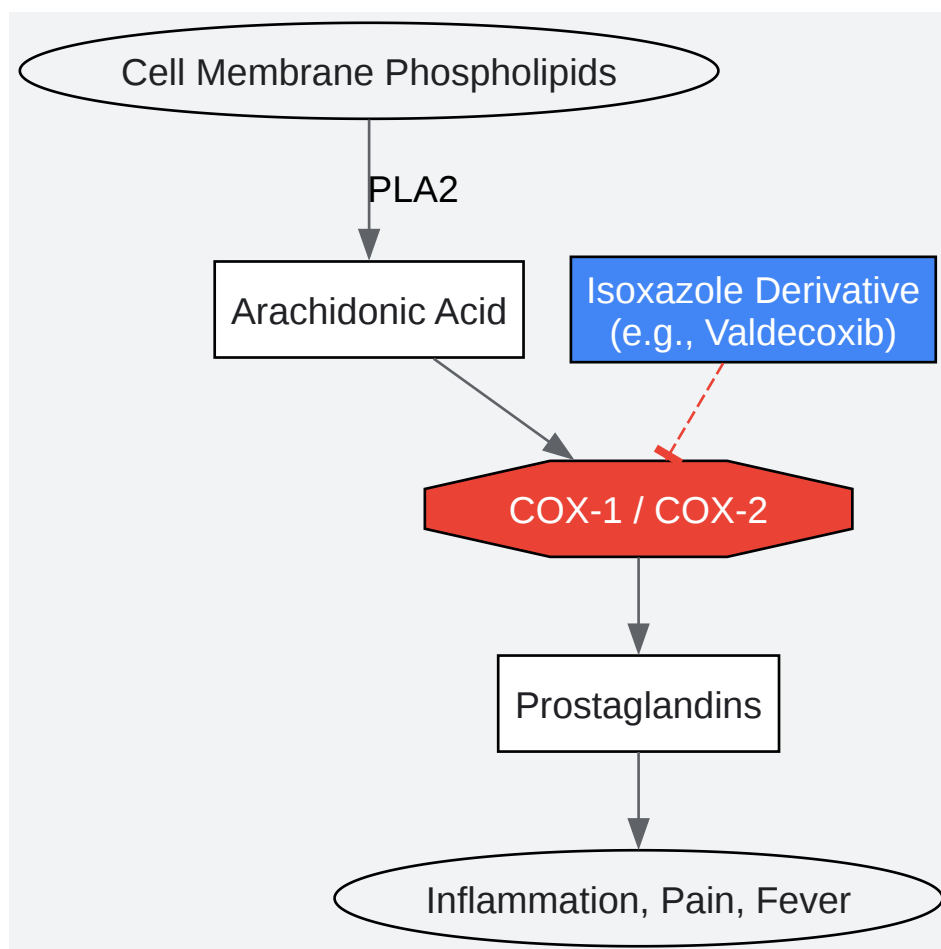 Cell Membrane Phospholipids
PLA2
Arachidonic Acid
Isoxazole Derivative
(e.g., Valdecoxib)
COX-1 / COX-2
Prostaglandins
Inflammation, Pain, Fever